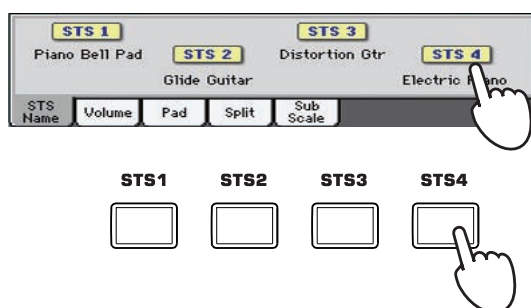 STS 1
STS 3
Piano Bell Pad
STS 2
Distortion Gtr
STS 4
Glide Guitar
Electric
STS Name
Volume
Pad
Split
Sub Scale
STS1 STS2 STS3 STS4